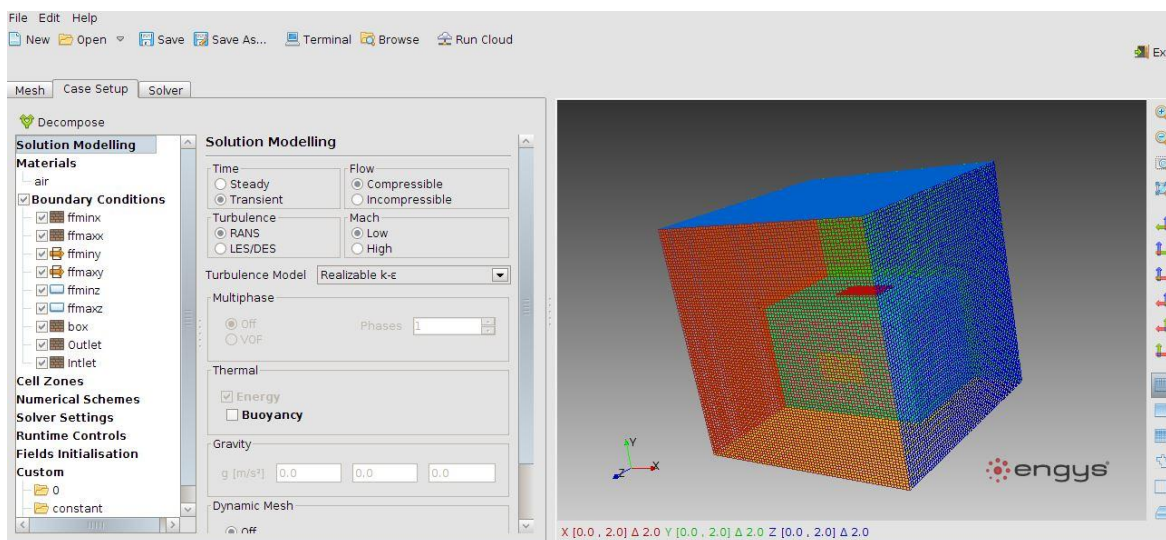 File Edit Help
New Open Save Save As... Terminal Browse Run Cloud
Ex
Mesh Case Setup Solver
Decompose
Solution Modelling
Materials
air
Boundary Conditions
ffminx
ffmaxx
ffminy
ffmaxy
ffminz
ffmaxz
box
Outlet
Intlet
Cell Zones
Numerical Schemes
Solver Settings
Runtime Controls
Fields Initialisation
Custom
0
constant
Solution Modelling
Time
Steady
Transient
Flow
Compressible
Incompressible
Turbulence
RANS
LES/DES
Mach
Low
High
Turbulence Model Realizable k-ε
Multiphase
Off
VOF
Phases 1
Thermal
Energy
Buoyancy
Gravity
g [m/s²] 0.0 0.0 0.0
Dynamic Mesh
Off
Y
X
Z
engys
X [0.0 , 2.0] Δ 2.0 Y [0.0 , 2.0] Δ 2.0 Z [0.0 , 2.0] Δ 2.0